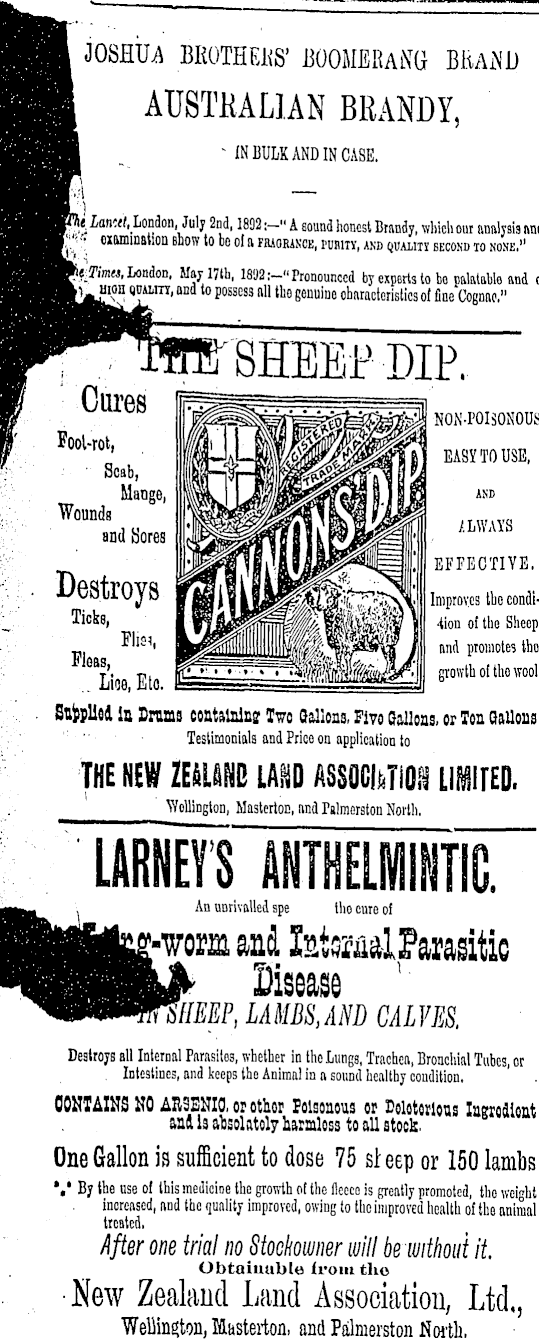 JOSHUA BROTHERS' BOOMERANG BRAND
AUSTRALIAN BRANDY,
IN BULK AND IN CASE.
The Lancet, London, July 2nd, 1892:—"A sound honest Brandy, which our analysis and
examination show to be of a FRAGRANCE, PURITY, AND QUALITY SECOND TO NONE."
Times, London, May 17th, 1892:—"Pronounced by experts to be palatable and
HIGH QUALITY, and to possess all the genuine characteristics of fine Cognac."
THE SHEEP DIP.
Cures
Foot-rot,
Scab,
Mange,
Wounds
and Sores
Destroys
Ticks,
Flies,
Fleas,
Lice, Etc.
REGISTERED
TRADE MARK
CANNONS' DIP.
NON-POISONOUS
EASY TO USE,
AND
ALWAYS
EFFECTIVE.
Improves the condi-
tion of the Sheep
and promotes the
growth of the wool
Supplied in Drums containing Two Gallons, Five Gallons, or Ten Gallons
Testimonials and Price on application to
THE NEW ZEALAND LAND ASSOCIATION LIMITED.
Wellington, Masterton, and Palmerston North.
LARNEY'S ANTHELMINTIC.
An unrivalled spe the cure of
ng-worm and Internal Parasitic
Disease
IN SHEEP, LAMBS, AND CALVES.
Destroys all Internal Parasites, whether in the Lungs, Trachea, Bronchial Tubes, or
Intestines, and keeps the Animal in a sound healthy condition.
CONTAINS NO ARSENIC, or other Poisonous or Deleterious Ingredient
and is absolutely harmless to all stock.
One Gallon is sufficient to dose 75 sheep or 150 lambs
*.* By the use of this medicine the growth of the fleece is greatly promoted, the weight
increased, and the quality improved, owing to the improved health of the animal
treated.
After one trial no Stockowner will be without it.
Obtainable from the
New Zealand Land Association, Ltd.,
Wellington, Masterton, and Palmerston North.